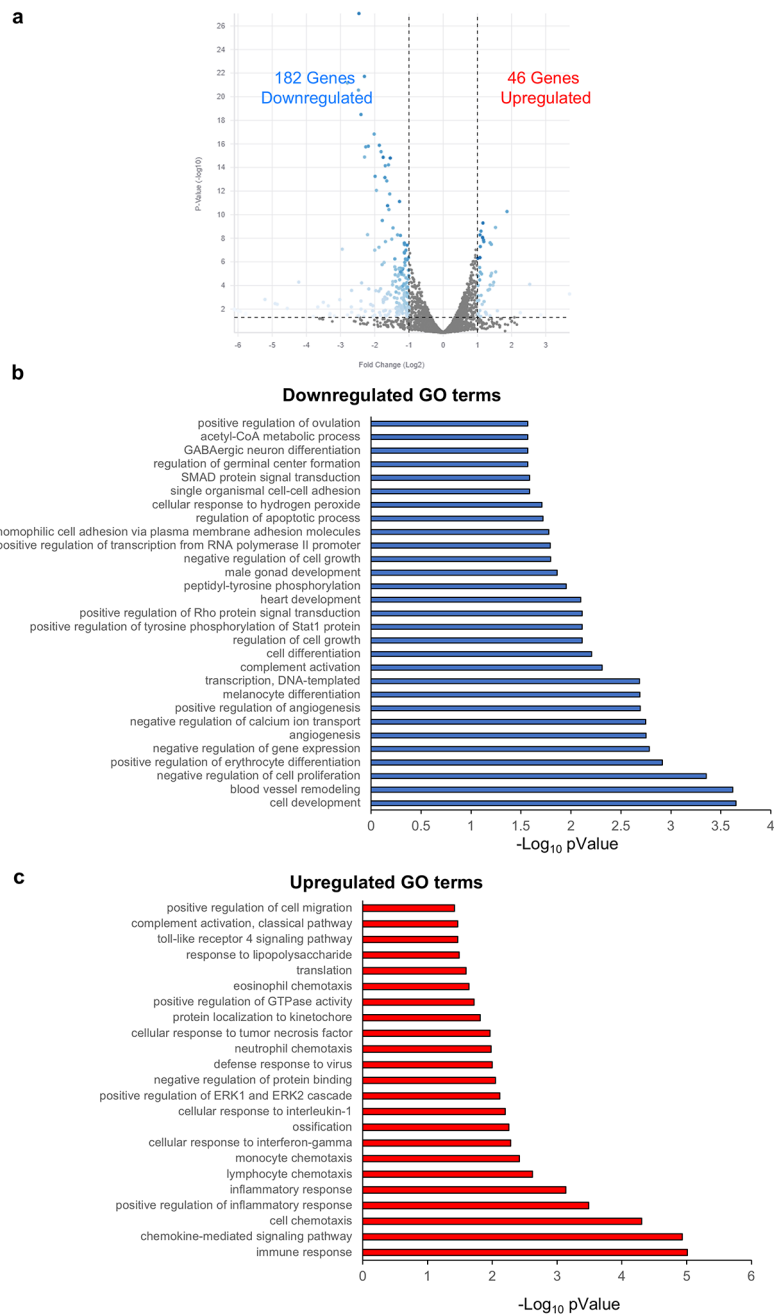 a
26
24
22
20
18
16
14
12
10
8
6
4
2
P-Value (-log10)
182 Genes
Downregulated
46 Genes
Upregulated
-6 -5 -4 -3 -2 -1 0 1 2 3
Fold Change (Log2)
b
Downregulated GO terms
positive regulation of ovulation
acetyl-CoA metabolic process
GABAergic neuron differentiation
regulation of germinal center formation
SMAD protein signal transduction
single organismal cell-cell adhesion
cellular response to hydrogen peroxide
regulation of apoptotic process
homophilic cell adhesion via plasma membrane adhesion molecules
positive regulation of transcription from RNA polymerase II promoter
negative regulation of cell growth
male gonad development
peptidyl-tyrosine phosphorylation
heart development
positive regulation of Rho protein signal transduction
positive regulation of tyrosine phosphorylation of Stat1 protein
regulation of cell growth
cell differentiation
complement activation
transcription, DNA-templated
melanocyte differentiation
positive regulation of angiogenesis
negative regulation of calcium ion transport
angiogenesis
negative regulation of gene expression
positive regulation of erythrocyte differentiation
negative regulation of cell proliferation
blood vessel remodeling
cell development
0 0.5 1 1.5 2 2.5 3 3.5 4
-Log10 pValue
c
Upregulated GO terms
positive regulation of cell migration
complement activation, classical pathway
toll-like receptor 4 signaling pathway
response to lipopolysaccharide
translation
eosinophil chemotaxis
positive regulation of GTPase activity
protein localization to kinetochore
cellular response to tumor necrosis factor
neutrophil chemotaxis
defense response to virus
negative regulation of protein binding
positive regulation of ERK1 and ERK2 cascade
cellular response to interleukin-1
ossification
cellular response to interferon-gamma
monocyte chemotaxis
lymphocyte chemotaxis
inflammatory response
positive regulation of inflammatory response
cell chemotaxis
chemokine-mediated signaling pathway
immune response
0 1 2 3 4 5 6
-Log10 pValue